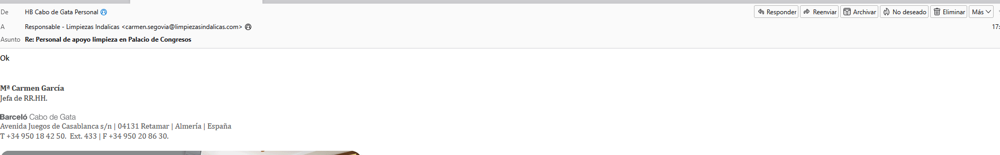 De HB Cabo de Gata Personal Responder Reenviar Archivar No deseado Eliminar Más
A Responsable - Limpiezas Indalicas <carmen.segovia@limpiezasindalicas.com> 17:
Asunto Re: Personal de apoyo limpieza en Palacio de Congresos
Ok
Mª Carmen García
Jefa de RR.HH.
Barceló Cabo de Gata
Avenida Juegos de Casablanca s/n | 04131 Retamar | Almería | España
T +34 950 18 42 50. Ext. 433 | F +34 950 20 86 30.